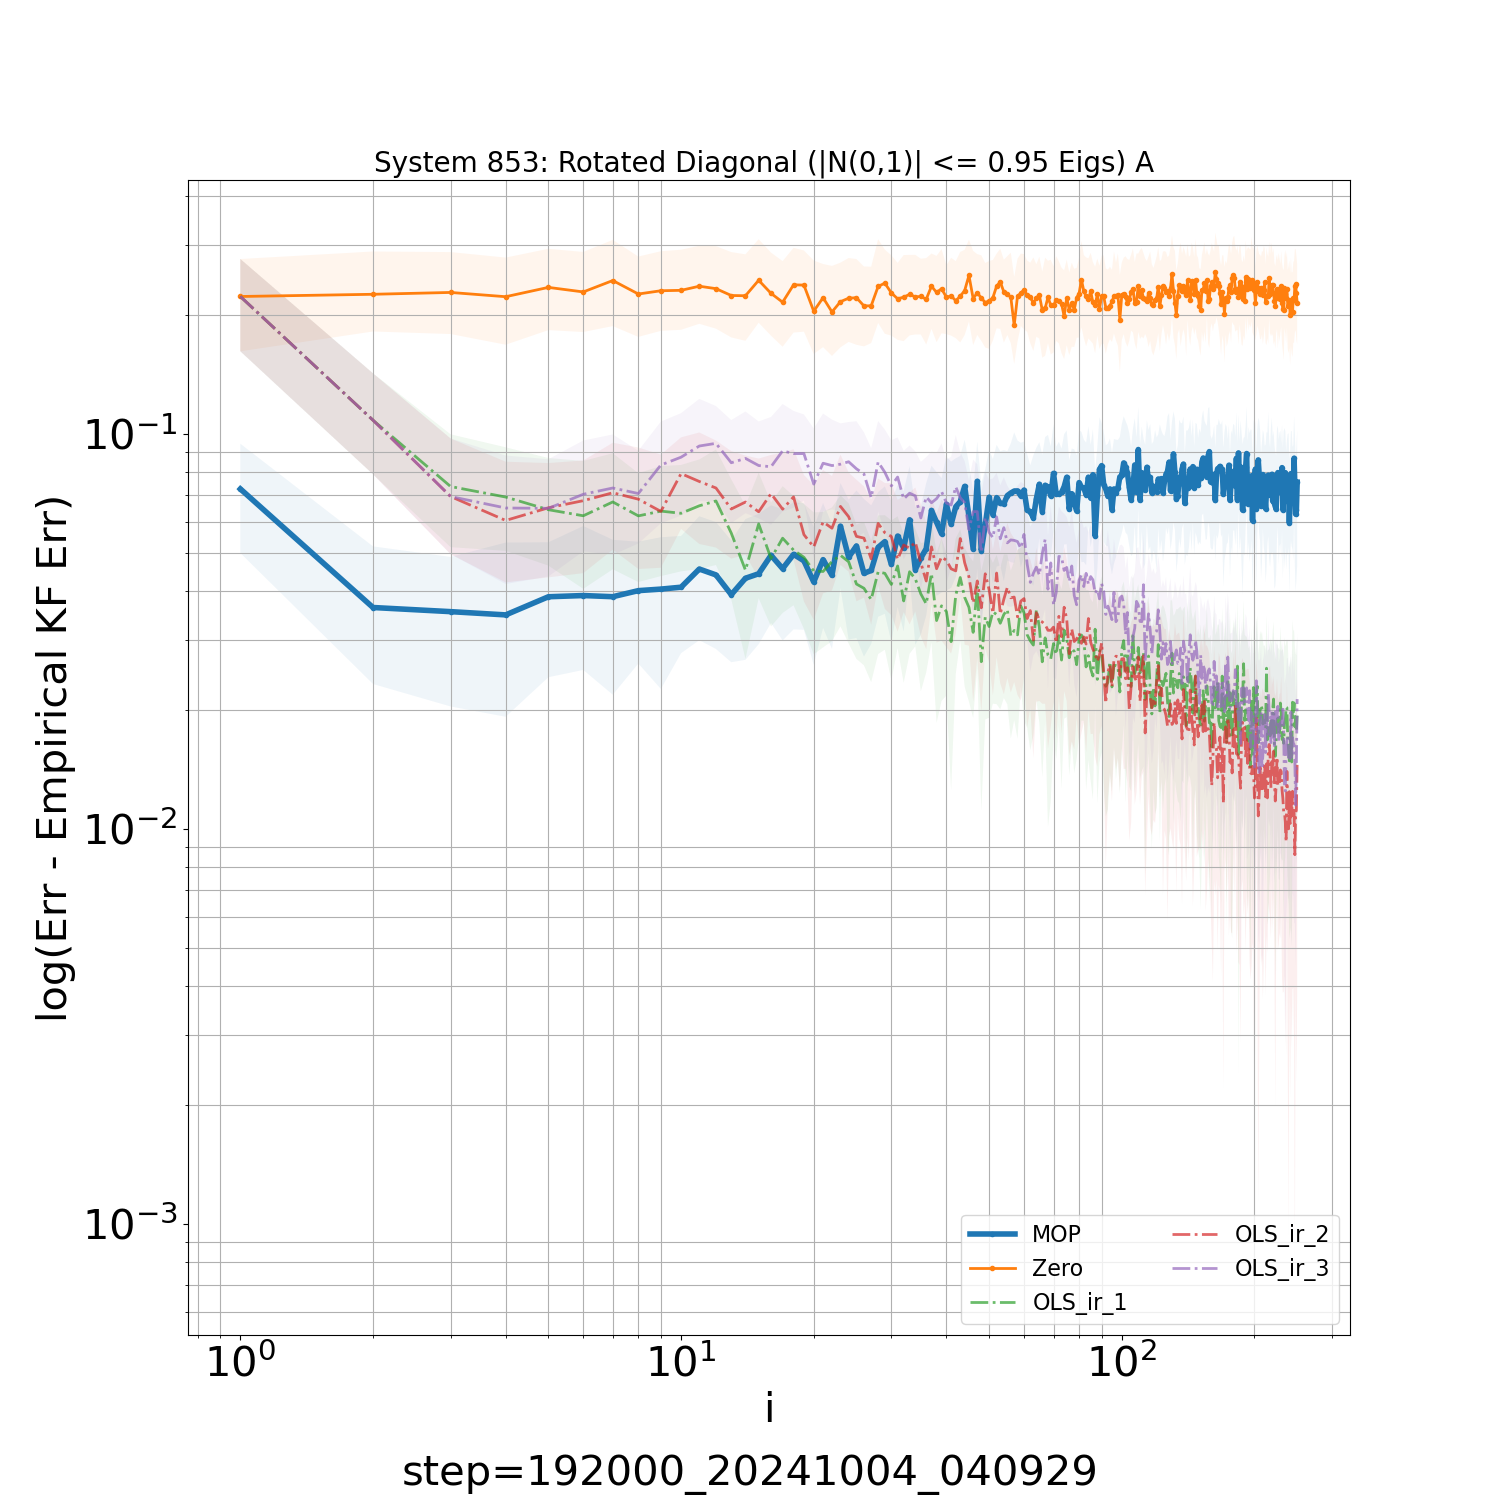 System 853: Rotated Diagonal (|N(0,1)| <= 0.95 Eigs) A
log(Err - Empirical KF Err)
10⁻¹
10⁻²
10⁻³
MOP
Zero
OLS_ir_1
OLS_ir_2
OLS_ir_3
10⁰ 10¹ 10²
i
step=192000_20241004_040929